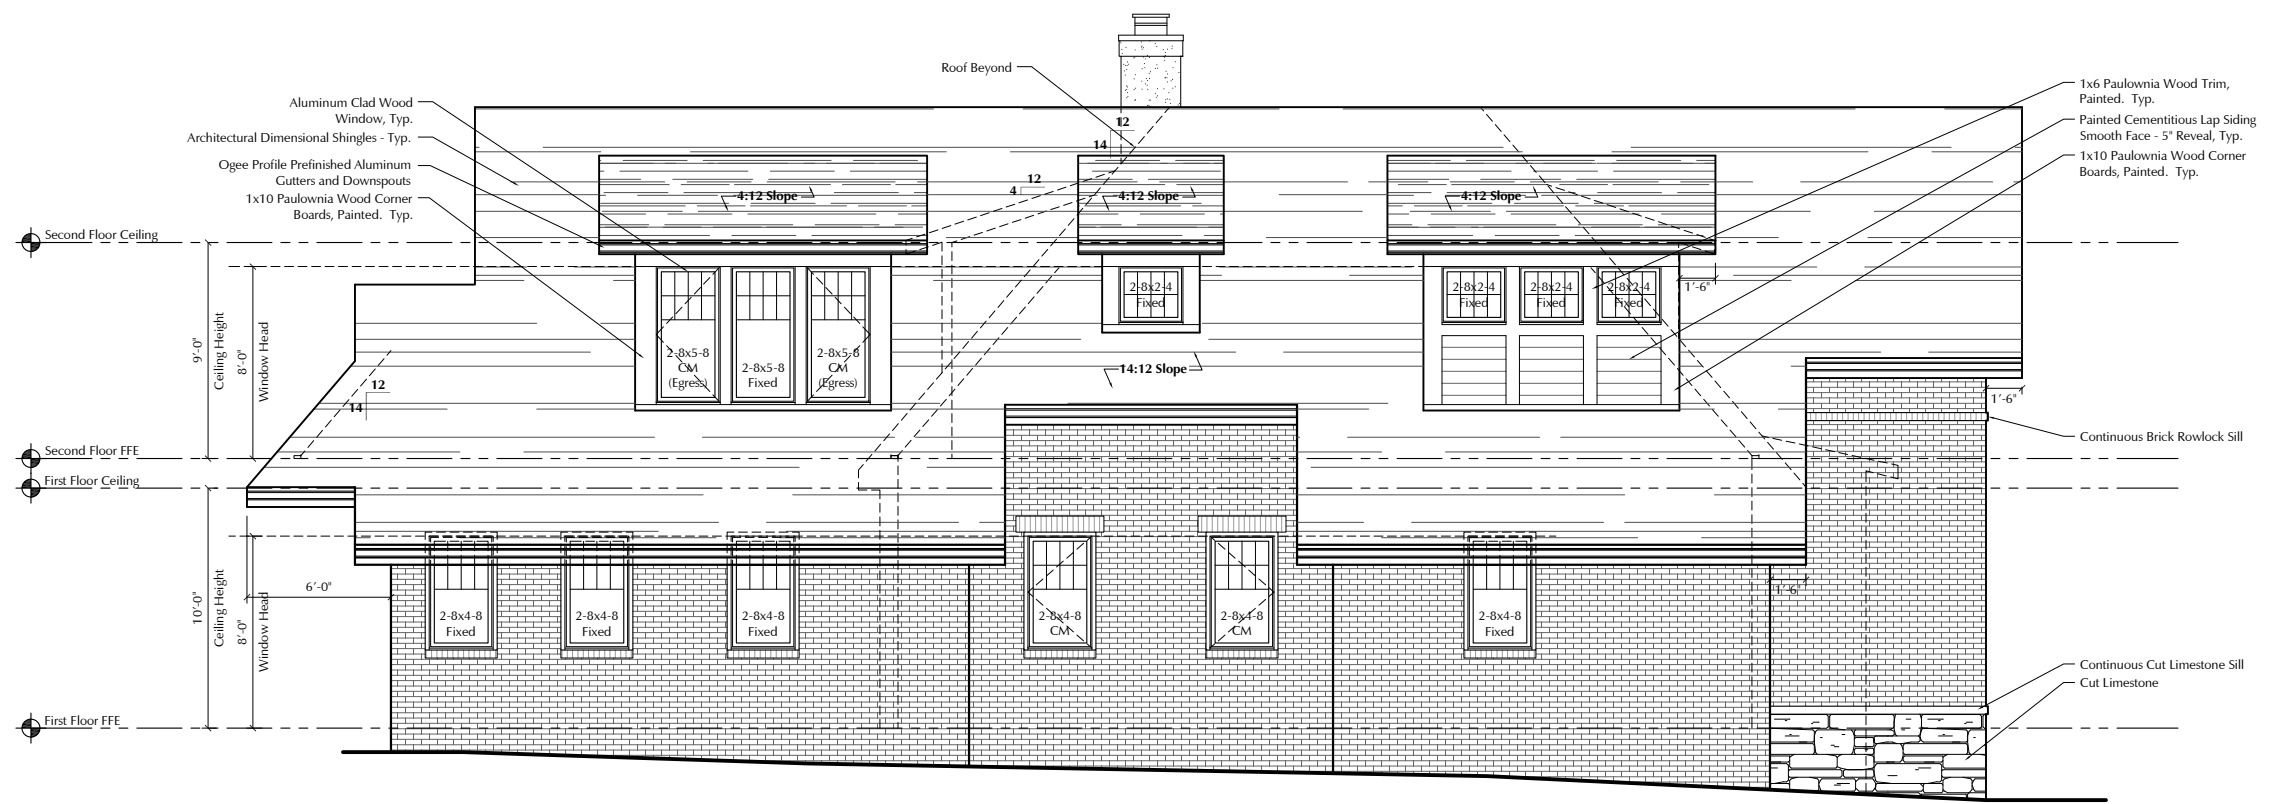 Roof Beyond
Aluminum Clad Wood
Window, Typ.
Architectural Dimensional Shingles - Typ.
Ogee Profile Prefinished Aluminum
Gutters and Downspouts
1x10 Paulownia Wood Corner
Boards, Painted.  Typ.
1x6 Paulownia Wood Trim,
Painted.  Typ.
Painted Cementitious Lap Siding
Smooth Face - 5" Reveal, Typ.
1x10 Paulownia Wood Corner
Boards, Painted.  Typ.
12
14
12
4
4:12 Slope
4:12 Slope
4:12 Slope
Second Floor Ceiling
9'-0"
Ceiling Height
8'-0"
Window Head
2-8x5-8
CM
(Egress)
2-8x5-8
Fixed
2-8x5-8
CM
(Egress)
2-8x2-4
Fixed
2-8x2-4
Fixed
2-8x2-4
Fixed
2-8x2-4
Fixed
1'-6"
14:12 Slope
12
14
1'-6"
Continuous Brick Rowlock Sill
Second Floor FFE
First Floor Ceiling
10'-0"
Ceiling Height
8'-0"
Window Head
6'-0"
2-8x4-8
Fixed
2-8x4-8
Fixed
2-8x4-8
Fixed
2-8x4-8
CM
2-8x4-8
CM
2-8x4-8
Fixed
1'-6"
Continuous Cut Limestone Sill
Cut Limestone
First Floor FFE